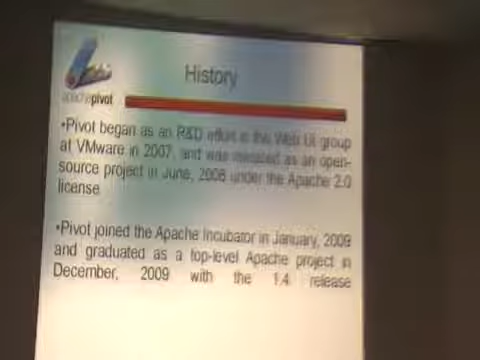 History
apachepivot
•Pivot began as an R&D effort in the Web UI group
at VMware in 2007, and was released as an open-
source project in June, 2008 under the Apache 2.0
license
•Pivot joined the Apache Incubator in January, 2009
and graduated as a top-level Apache project in
December, 2009 with the 1.4 release